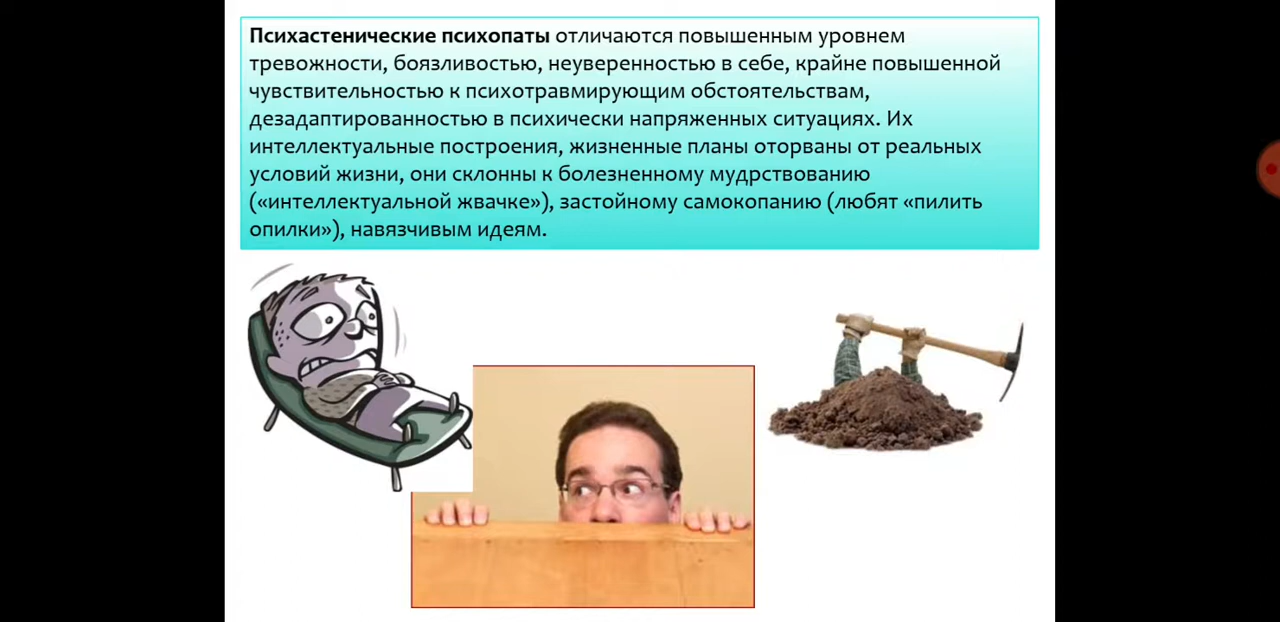 Психастенические психопаты отличаются повышенным уровнем
тревожности, боязливостью, неуверенностью в себе, крайне повышенной
чувствительностью к психотравмирующим обстоятельствам,
дезадаптированностью в психически напряженных ситуациях. Их
интеллектуальные построения, жизненные планы оторваны от реальных
условий жизни, они склонны к болезненному мудрствованию
(«интеллектуальной жвачке»), застойному самокопанию (любят «пилить
опилки»), навязчивым идеям.